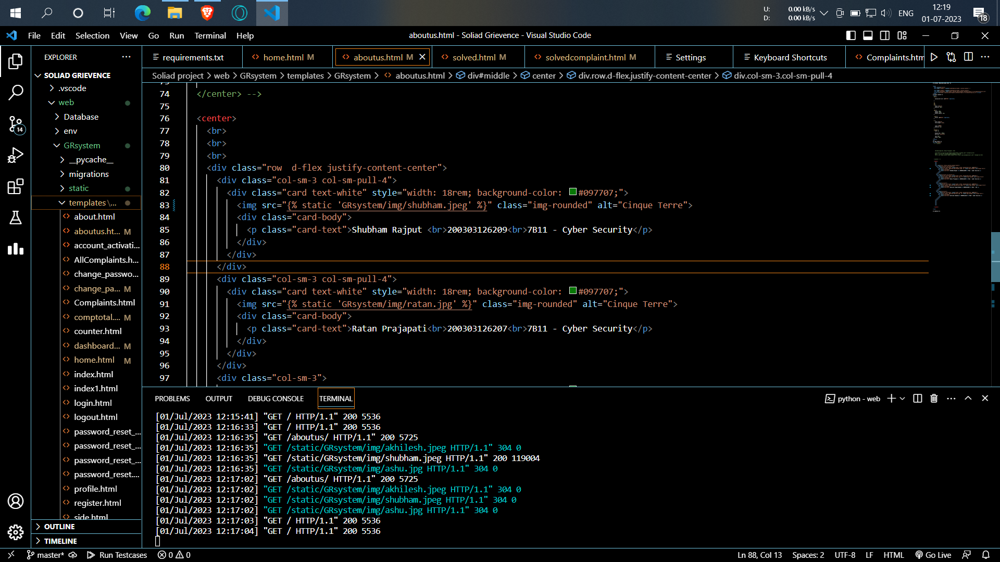 U: 0.00 kB/s
D: 0.00 kB/s
ENG
12:19
01-07-2023
18
File Edit Selection View Go Run Terminal Help
aboutus.html - Soliad Grievence - Visual Studio Code
EXPLORER
requirements.txt
home.html M
aboutus.html M
solved.html M
solvedcomplaint.html M
Settings
Keyboard Shortcuts
Complaints.htm
Soliad project > web > GRsystem > templates > GRsystem > aboutus.html > div#middle > center > div.row.d-flex.justify-content-center > div.col-sm-3.col-sm-pull-4
SOLIAD GRIEVENCE
.vscode
web
Database
env
GRsystem
__pycache__
migrations
static
templates\...
about.html
aboutus.ht... M
account_activati...
AllComplaints.h...
change_passwo...
change_pa... M
Complaints.html
comptotal.... M
counter.html
dashboard... M
home.html M
index.html
index1.html
login.html
logout.html
password_reset_...
password_reset_...
password_reset_...
password_reset....
profile.html
register.html
side.html
OUTLINE
TIMELINE
14
74 </center> -->
75
76 <center>
77 <br>
78 <br>
79 <br>
80 <div class="row  d-flex justify-content-center">
81 <div class="col-sm-3 col-sm-pull-4">
82 <div class="card text-white" style="width: 18rem; background-color: #097707;">
83 <img src="{% static 'GRsystem/img/shubham.jpeg' %}" class="img-rounded" alt="Cinque Terre">
84 <div class="card-body">
85 <p class="card-text">Shubham Rajput <br>200303126209<br>7B11 - Cyber Security</p>
86 </div>
87 </div>
88 </div>
89 <div class="col-sm-3 col-sm-pull-4">
90 <div class="card text-white" style="width: 18rem; background-color: #097707;">
91 <img src="{% static 'GRsystem/img/ratan.jpg' %}" class="img-rounded" alt="Cinque Terre">
92 <div class="card-body">
93 <p class="card-text">Ratan Prajapati<br>200303126207<br>7B11 - Cyber Security</p>
94 </div>
95 </div>
96 </div>
97 <div class="col-sm-3">
PROBLEMS OUTPUT DEBUG CONSOLE TERMINAL
python - web
[01/Jul/2023 12:15:41] "GET / HTTP/1.1" 200 5536
[01/Jul/2023 12:16:33] "GET / HTTP/1.1" 200 5536
[01/Jul/2023 12:16:35] "GET /aboutus/ HTTP/1.1" 200 5725
[01/Jul/2023 12:16:35] "GET /static/GRsystem/img/akhilesh.jpeg HTTP/1.1" 304 0
[01/Jul/2023 12:16:35] "GET /static/GRsystem/img/shubham.jpeg HTTP/1.1" 200 119004
[01/Jul/2023 12:16:35] "GET /static/GRsystem/img/ashu.jpg HTTP/1.1" 304 0
[01/Jul/2023 12:17:02] "GET /aboutus/ HTTP/1.1" 200 5725
[01/Jul/2023 12:17:02] "GET /static/GRsystem/img/akhilesh.jpeg HTTP/1.1" 304 0
[01/Jul/2023 12:17:02] "GET /static/GRsystem/img/shubham.jpeg HTTP/1.1" 304 0
[01/Jul/2023 12:17:02] "GET /static/GRsystem/img/ashu.jpg HTTP/1.1" 304 0
[01/Jul/2023 12:17:03] "GET / HTTP/1.1" 200 5536
[01/Jul/2023 12:17:04] "GET / HTTP/1.1" 200 5536
master* Run Testcases 0 0
Ln 88, Col 13 Spaces: 2 UTF-8 LF HTML Go Live